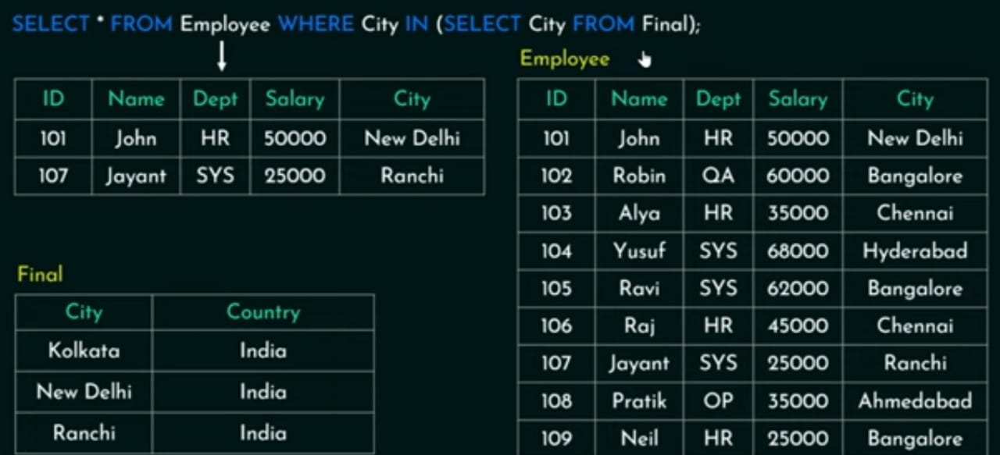 SELECT * FROM Employee WHERE City IN (SELECT City FROM Final);
ID Name Dept Salary City
101 John HR 50000 New Delhi
107 Jayant SYS 25000 Ranchi
Final
City Country
Kolkata India
New Delhi India
Ranchi India
Employee
ID Name Dept Salary City
101 John HR 50000 New Delhi
102 Robin QA 60000 Bangalore
103 Alya HR 35000 Chennai
104 Yusuf SYS 68000 Hyderabad
105 Ravi SYS 62000 Bangalore
106 Raj HR 45000 Chennai
107 Jayant SYS 25000 Ranchi
108 Pratik OP 35000 Ahmedabad
109 Neil HR 25000 Bangalore